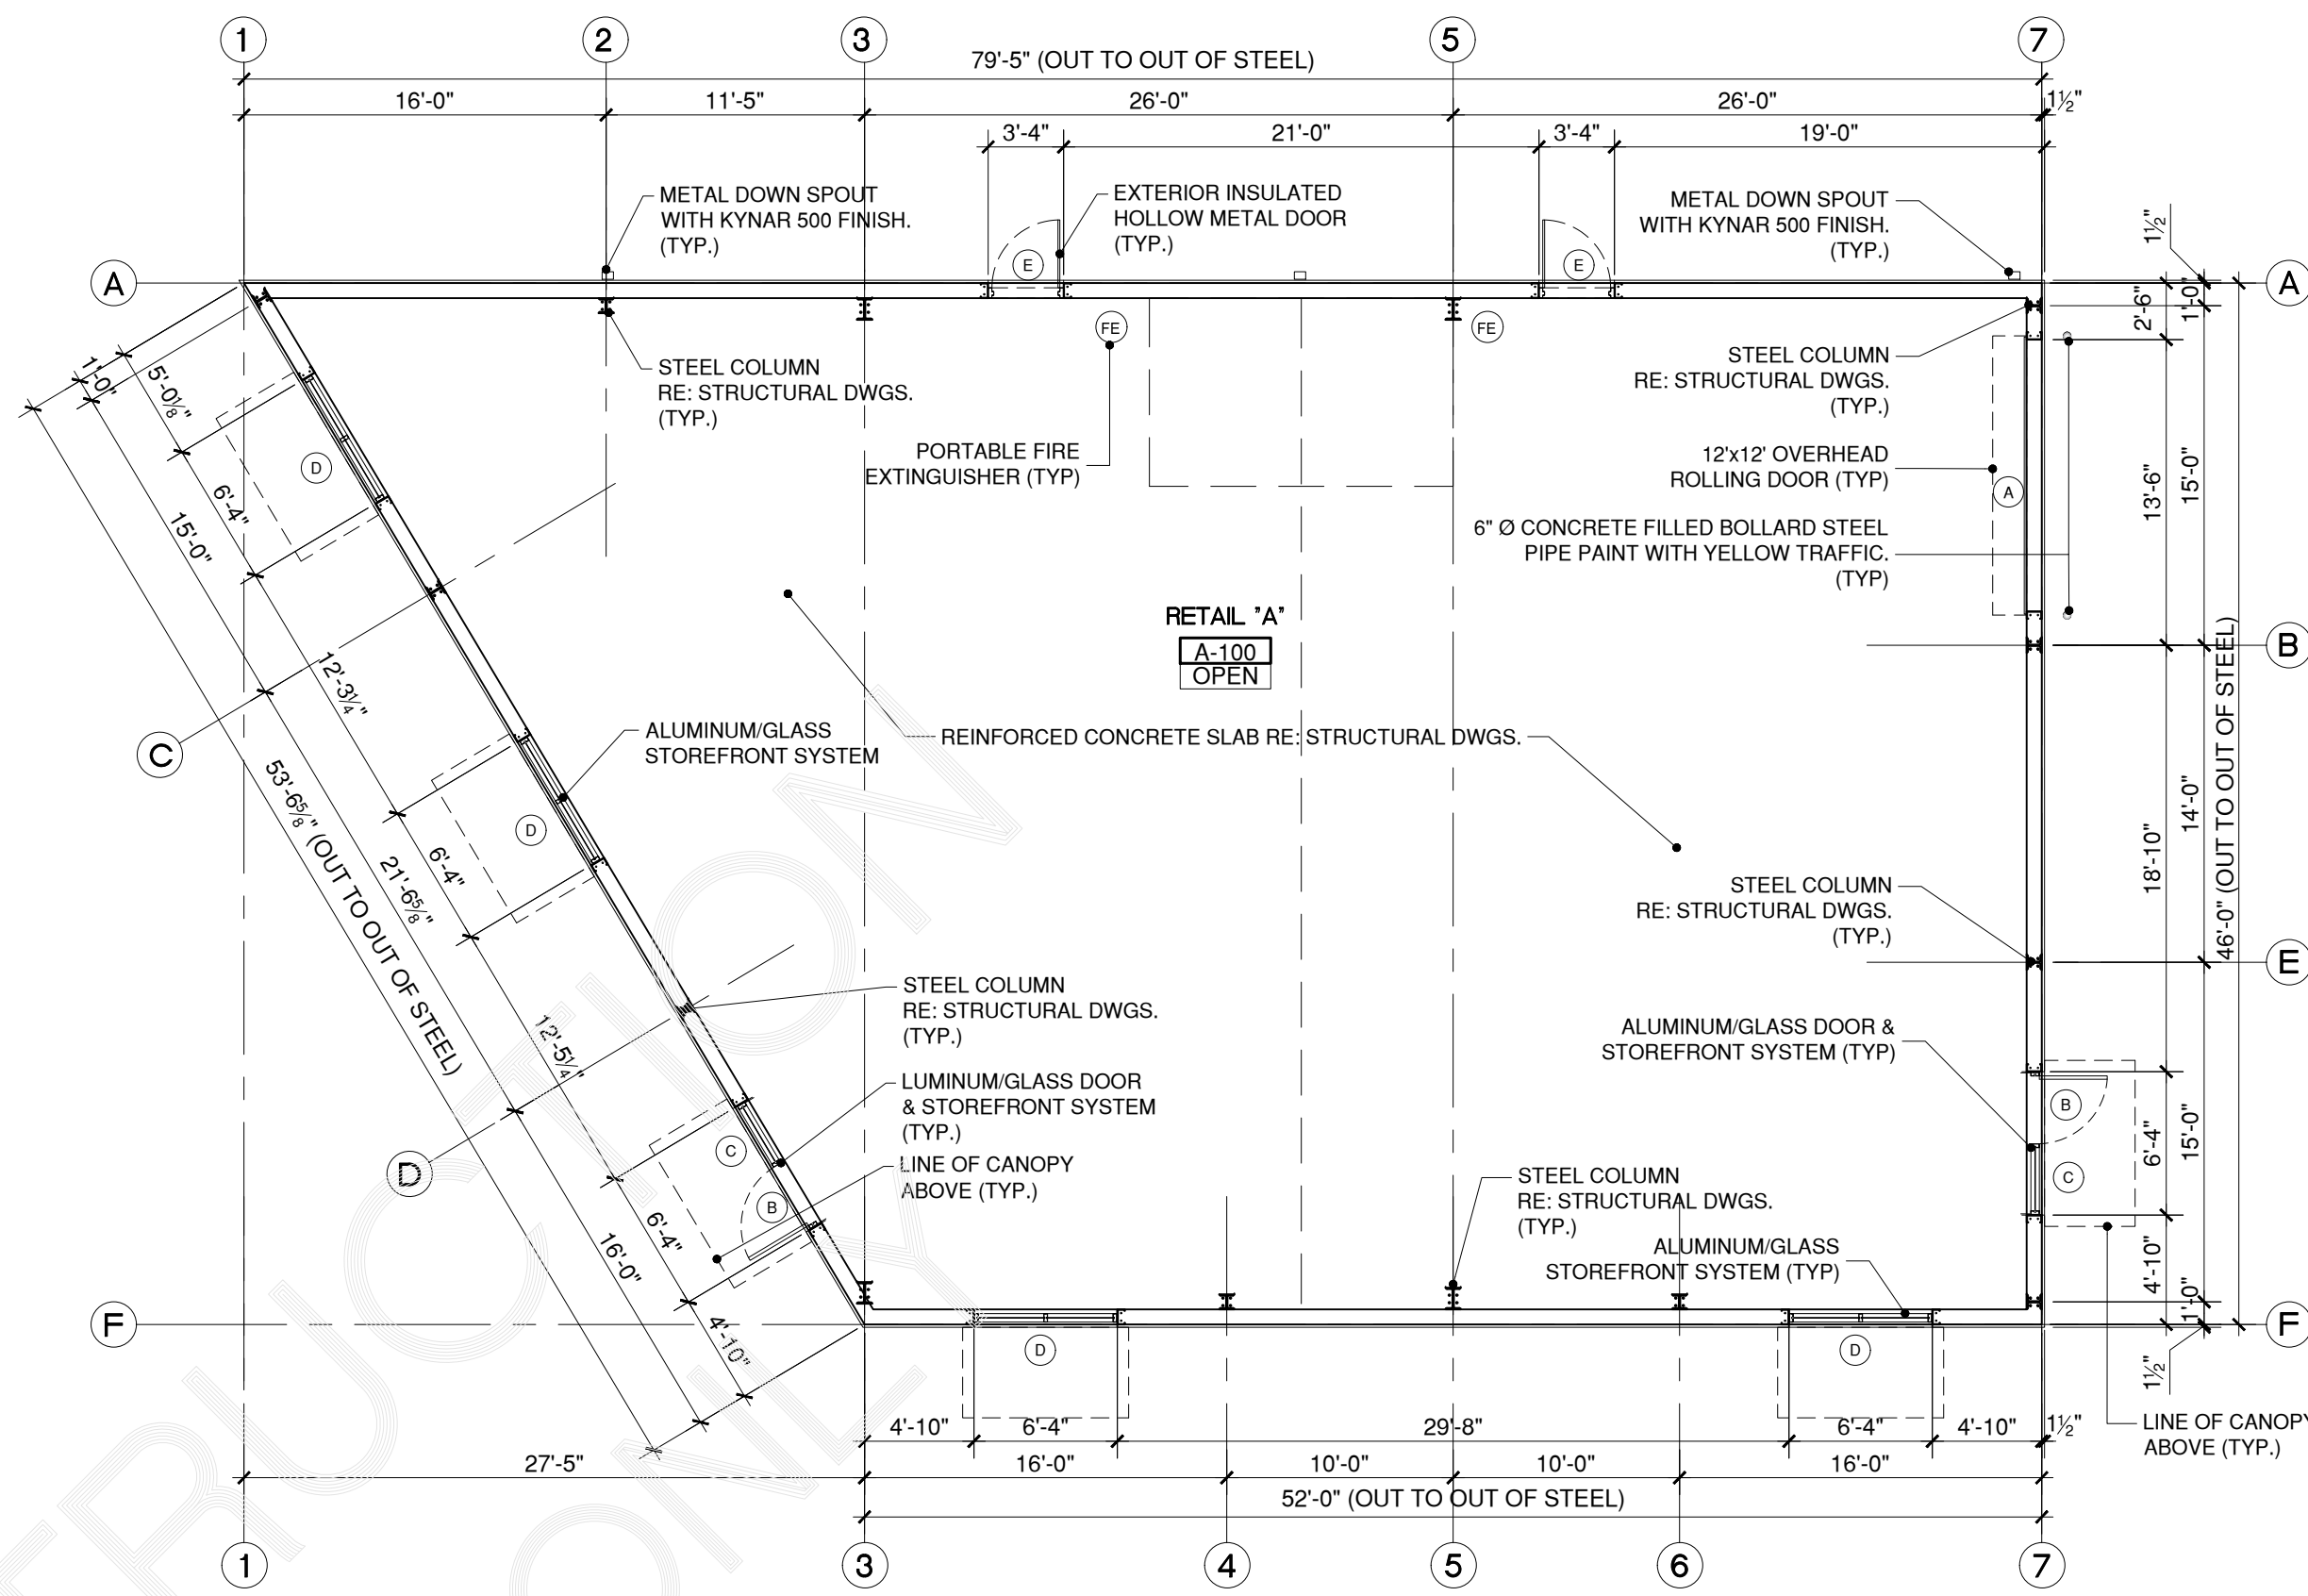 1
2
3
5
7
79'-5" (OUT TO OUT OF STEEL)
16'-0"
11'-5"
26'-0"
26'-0"
1½"
3'-4"
21'-0"
3'-4"
19'-0"
METAL DOWN SPOUT
WITH KYNAR 500 FINISH.
(TYP.)
EXTERIOR INSULATED
HOLLOW METAL DOOR
(TYP.)
METAL DOWN SPOUT
WITH KYNAR 500 FINISH.
(TYP.)
1½"
A
E
E
A
FE
FE
2'-6"
1'-0"
STEEL COLUMN
RE: STRUCTURAL DWGS.
(TYP.)
STEEL COLUMN
RE: STRUCTURAL DWGS.
(TYP.)
1'-0"
5'-0⅛"
D
PORTABLE FIRE
EXTINGUISHER (TYP)
12'x12' OVERHEAD
ROLLING DOOR (TYP)
A
13'-6"
15'-0"
6'-4"
15'-0"
6" Ø CONCRETE FILLED BOLLARD STEEL
PIPE PAINT WITH YELLOW TRAFFIC.
(TYP)
RETAIL "A"
A-100
OPEN
B
12'-3¼"
C
ALUMINUM/GLASS
STOREFRONT SYSTEM
REINFORCED CONCRETE SLAB RE: STRUCTURAL DWGS.
46'-0" (OUT TO OUT OF STEEL)
14'-0"
18'-10"
53'-6⅝" (OUT TO OUT OF STEEL)
D
6'-4"
21'-6⅝"
STEEL COLUMN
RE: STRUCTURAL DWGS.
(TYP.)
E
STEEL COLUMN
RE: STRUCTURAL DWGS.
(TYP.)
12'-5¼"
ALUMINUM/GLASS DOOR &
STOREFRONT SYSTEM (TYP)
LUMINUM/GLASS DOOR
& STOREFRONT SYSTEM
(TYP.)
B
C
6'-4"
15'-0"
D
C
B
LINE OF CANOPY
ABOVE (TYP.)
STEEL COLUMN
RE: STRUCTURAL DWGS.
(TYP.)
6'-4"
16'-0"
ALUMINUM/GLASS
STOREFRONT SYSTEM (TYP)
4'-10"
1'-0"
F
F
4'-10"
D
D
1½"
LINE OF CANOPY
ABOVE (TYP.)
4'-10"
6'-4"
29'-8"
6'-4"
4'-10"
1½"
27'-5"
16'-0"
10'-0"
10'-0"
16'-0"
52'-0" (OUT TO OUT OF STEEL)
1
3
4
5
6
7
TRUCTION
ONLY